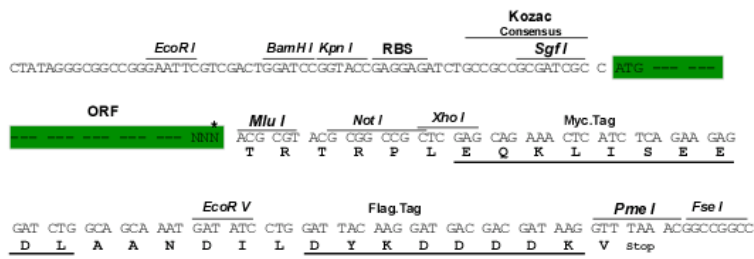 Kozac
Consensus
EcoR I BamH I Kpn I RBS Sgf I
CTATAGGGCGGCCGGGAATTCGTCGACTGGATCCGGTACCGAGGAGATCTGCCGCCGCGATCGC C ATG --- ---
ORF
--- --- --- --- --- --- NNN * Mlu I Not I Xho I Myc.Tag
ACG CGT ACG CGG CCG CTC GAG CAG AAA CTC ATC TCA GAA GAG
T R T R P L E Q K L I S E E
EcoR V Flag.Tag Pme I Fse I
GAT CTG GCA GCA AAT GAT ATC CTG GAT TAC AAG GAT GAC GAC GAT AAG GTT TAA ACGGCCGGCC
D L A A N D I L D Y K D D D D K V Stop